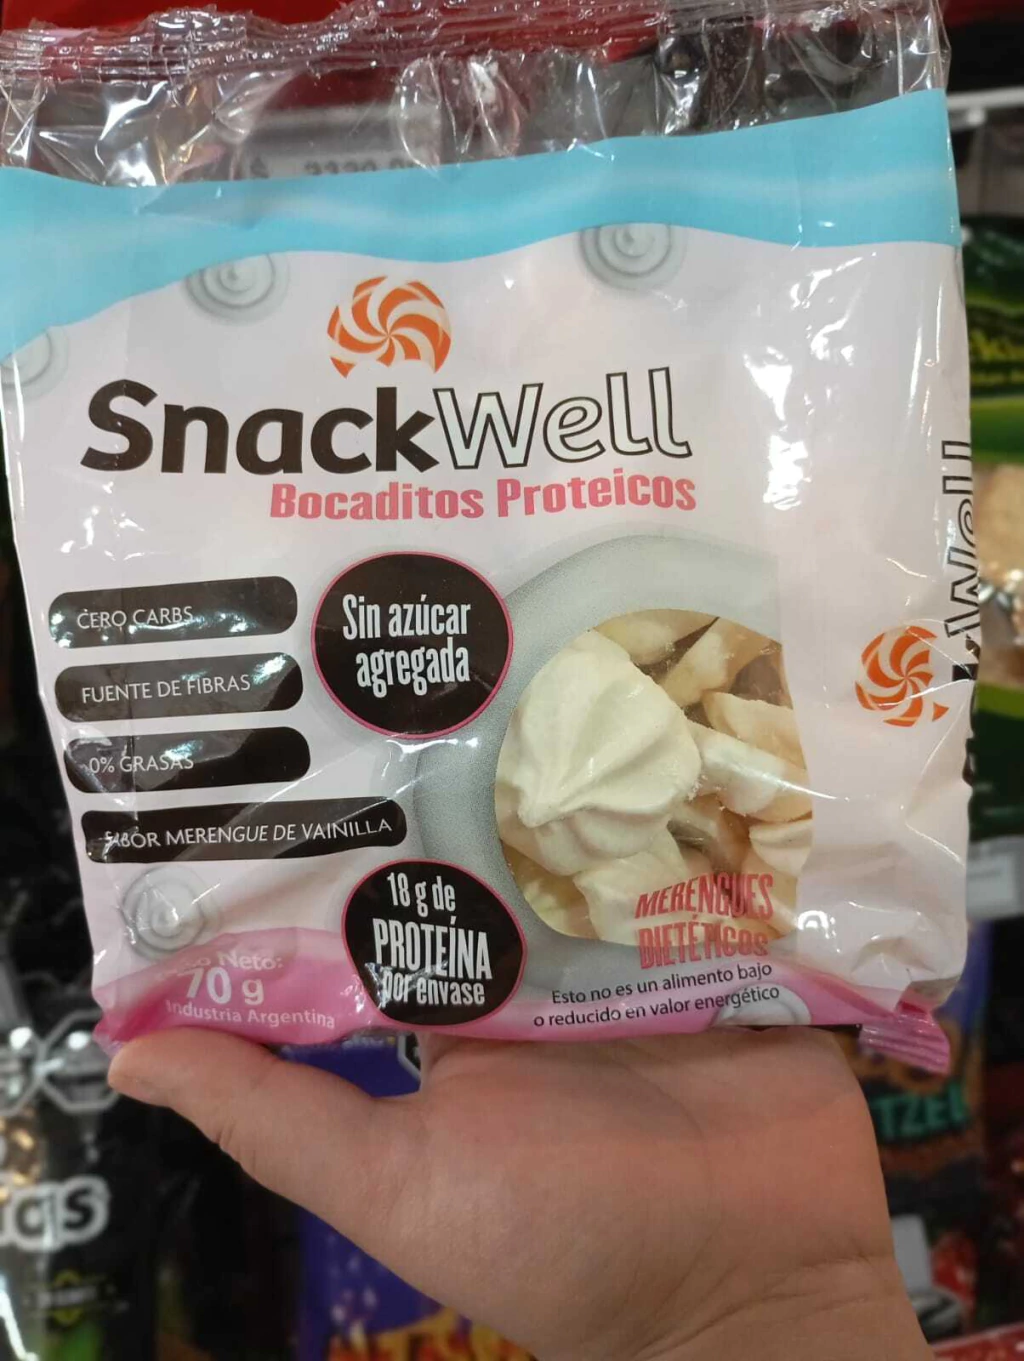 SnackWell
Bocaditos Proteicos
CERO CARBS
FUENTE DE FIBRAS
0% GRASAS
SABOR MERENGUE DE VAINILLA
Sin azúcar
agregada
18 g de
PROTEÍNA
por envase
Neto:
70 g
Industria Argentina
MERENGUES
DIETÉTICOS
Esto no es un alimento bajo
o reducido en valor energético